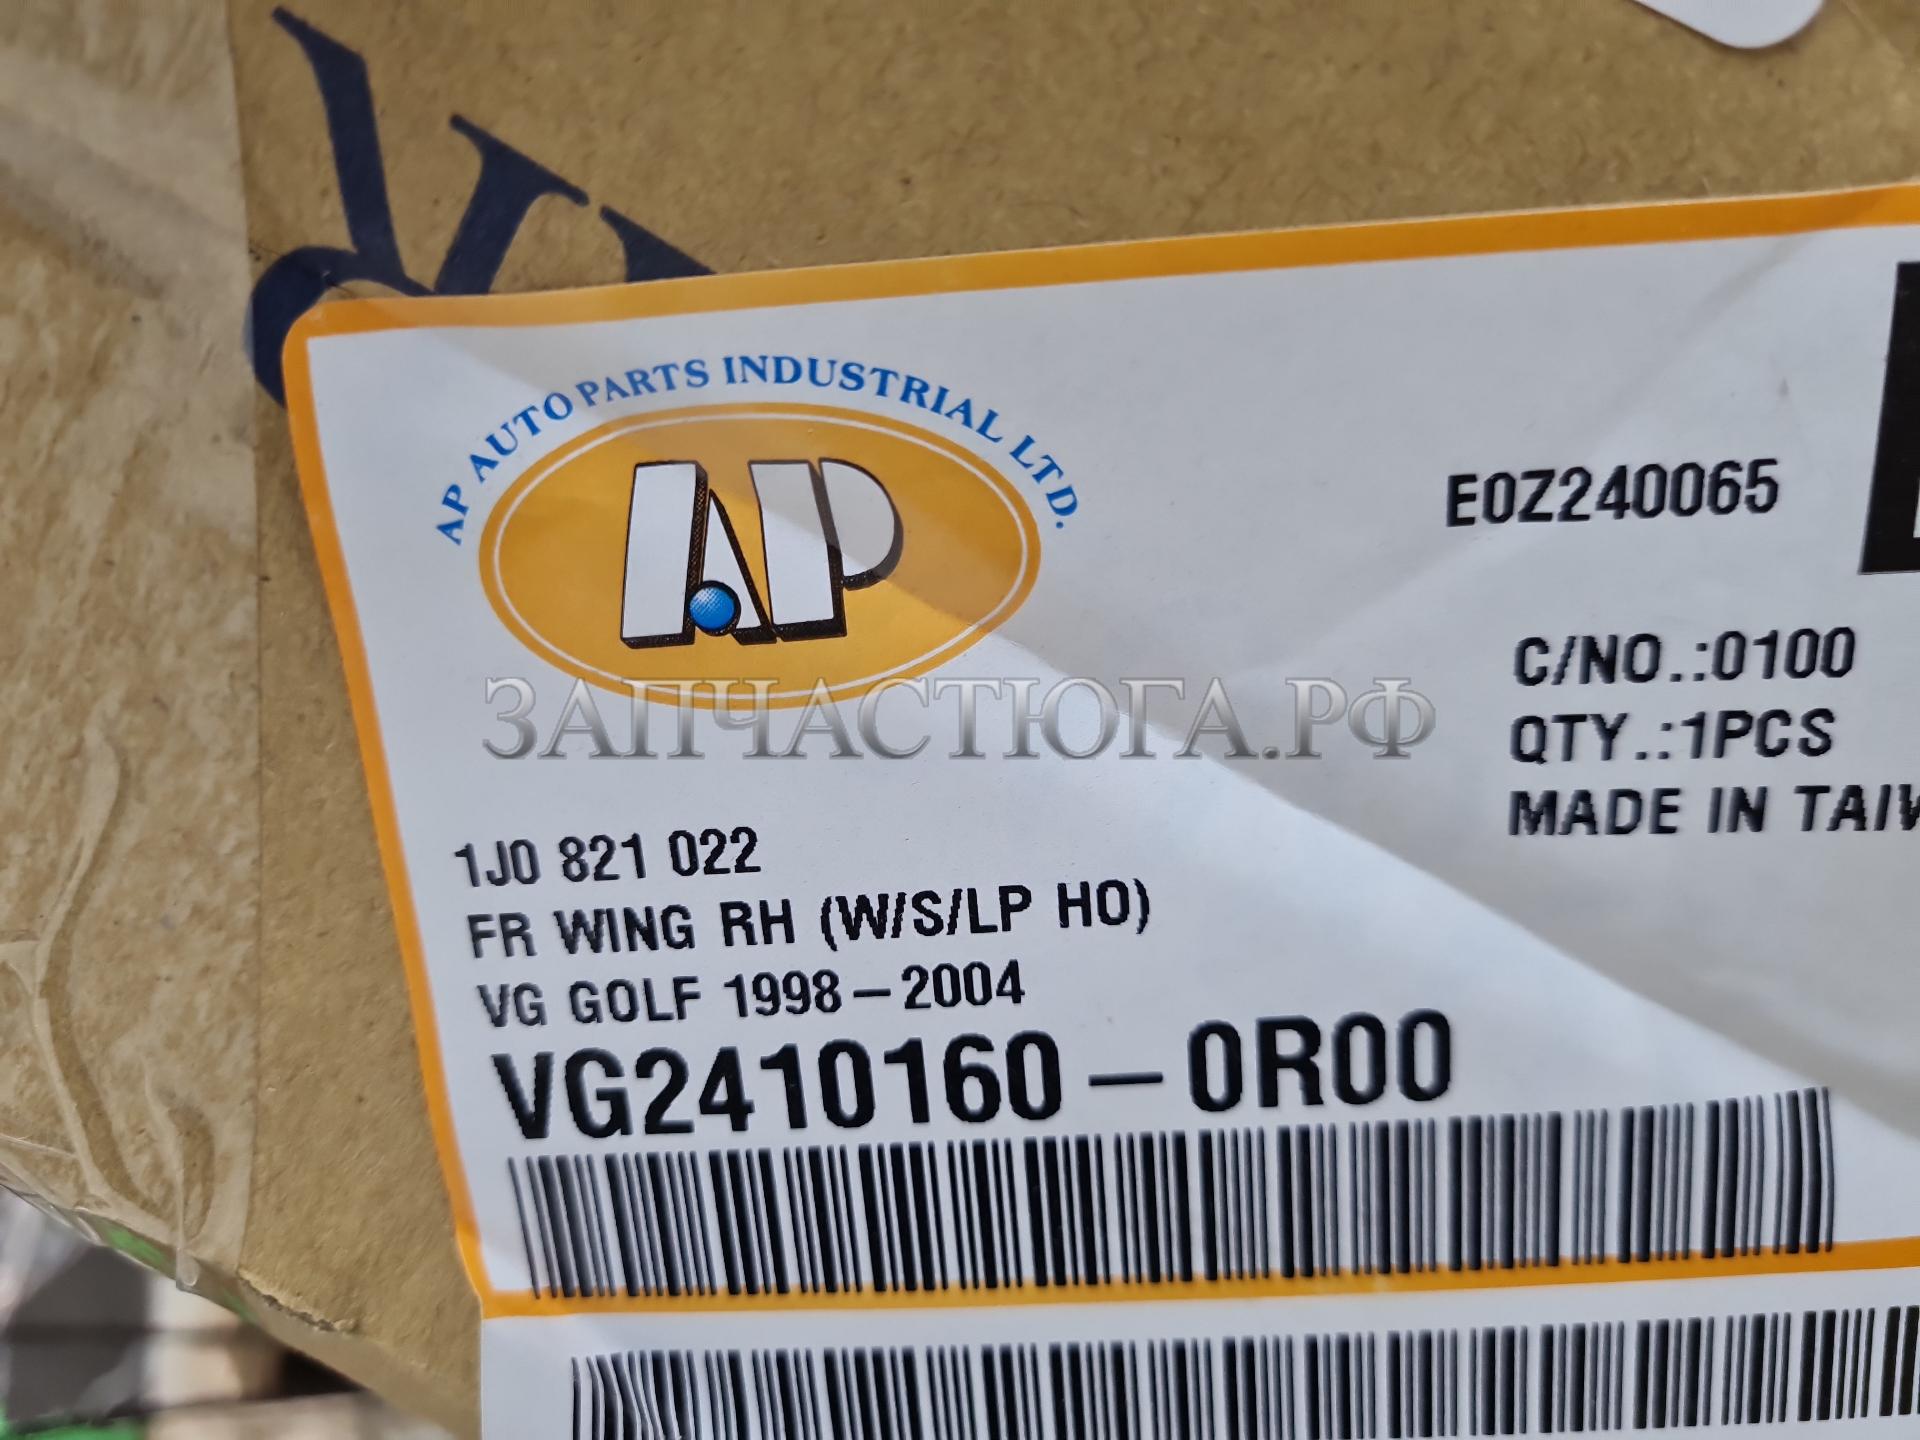 AP AUTO PARTS INDUSTRIAL LTD.
AP
E0Z240065
C/NO.:0100
QTY.:1PCS
MADE IN
ЗАПЧАСТЮГА.РФ
1J0 821 022
FR WING RH (W/S/LP HO)
VG GOLF 1998-2004
VG2410160-0R00